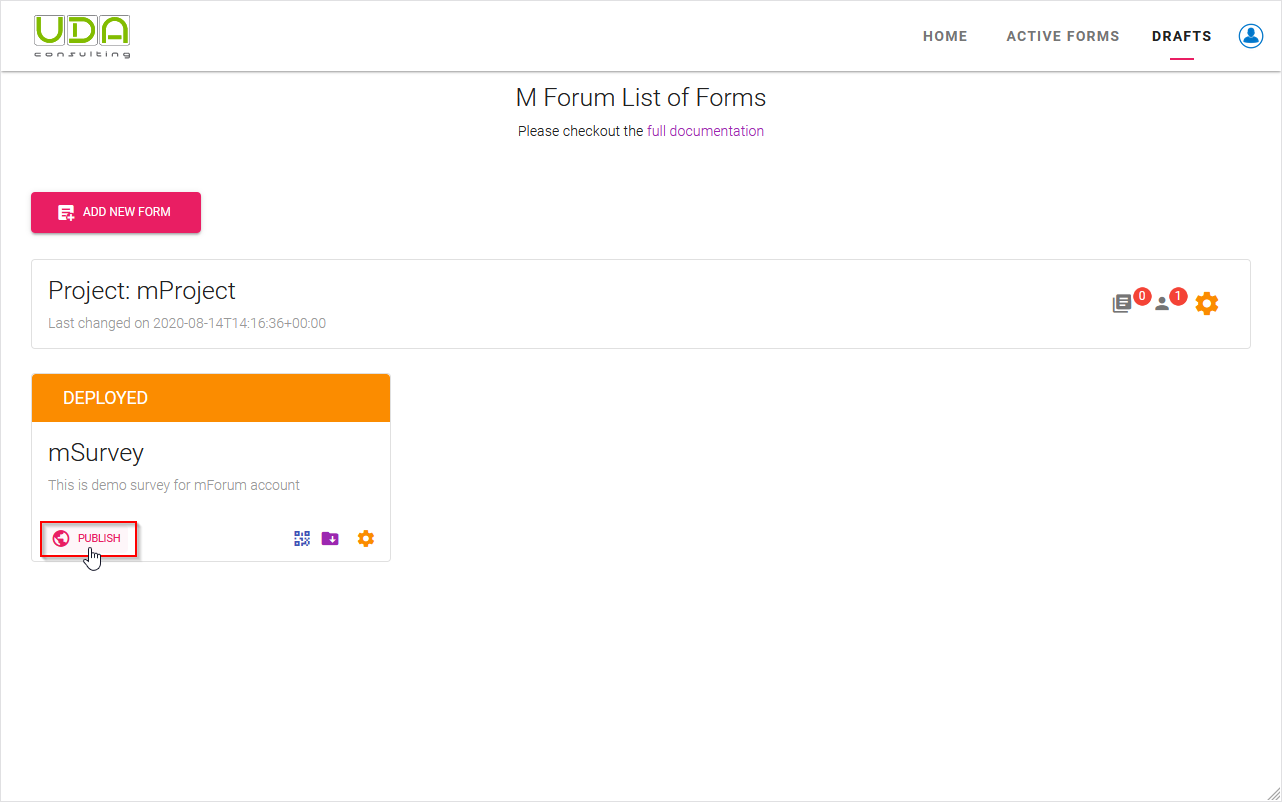 UDA
consulting
HOME ACTIVE FORMS DRAFTS
M Forum List of Forms
Please checkout the full documentation
ADD NEW FORM
Project: mProject
Last changed on 2020-08-14T14:16:36+00:00
0 1
DEPLOYED
mSurvey
This is demo survey for mForum account
PUBLISH